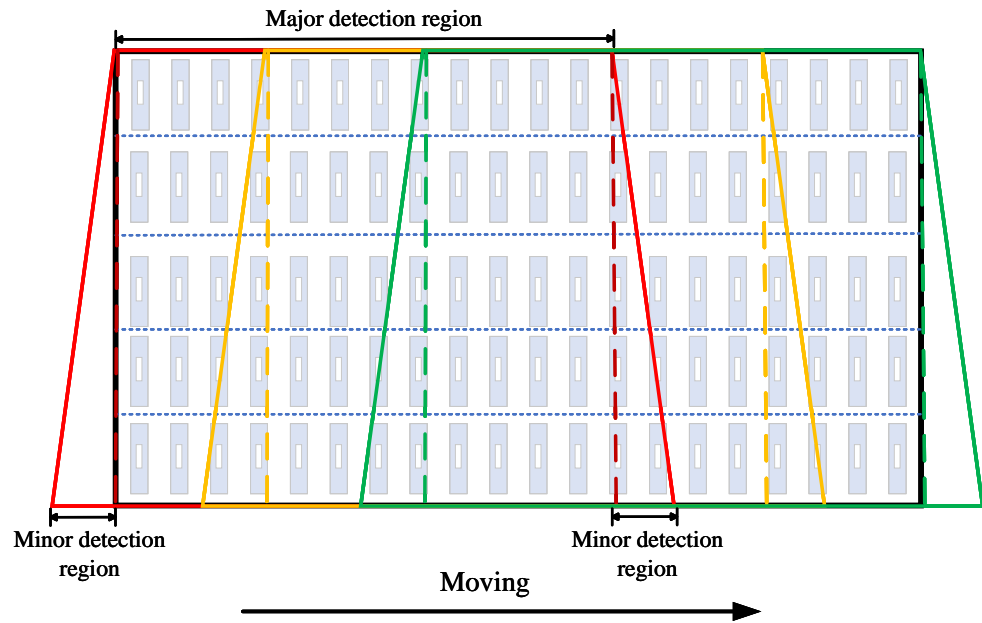 Major detection region
Minor detection
region
Minor detection
region
Moving